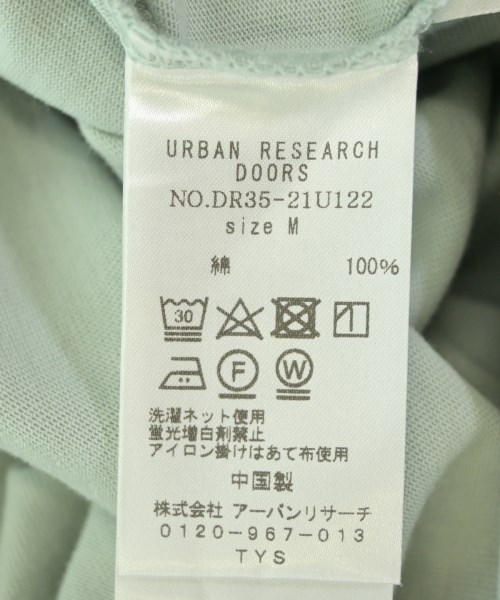 URBAN RESEARCH
DOORS
NO.DR35-21U122
size M
綿 100%
30
F W
洗濯ネット使用
蛍光増白剤禁止
アイロン掛けはあて布使用
中国製
株式会社 アーバンリサーチ
0120-967-013
TYS